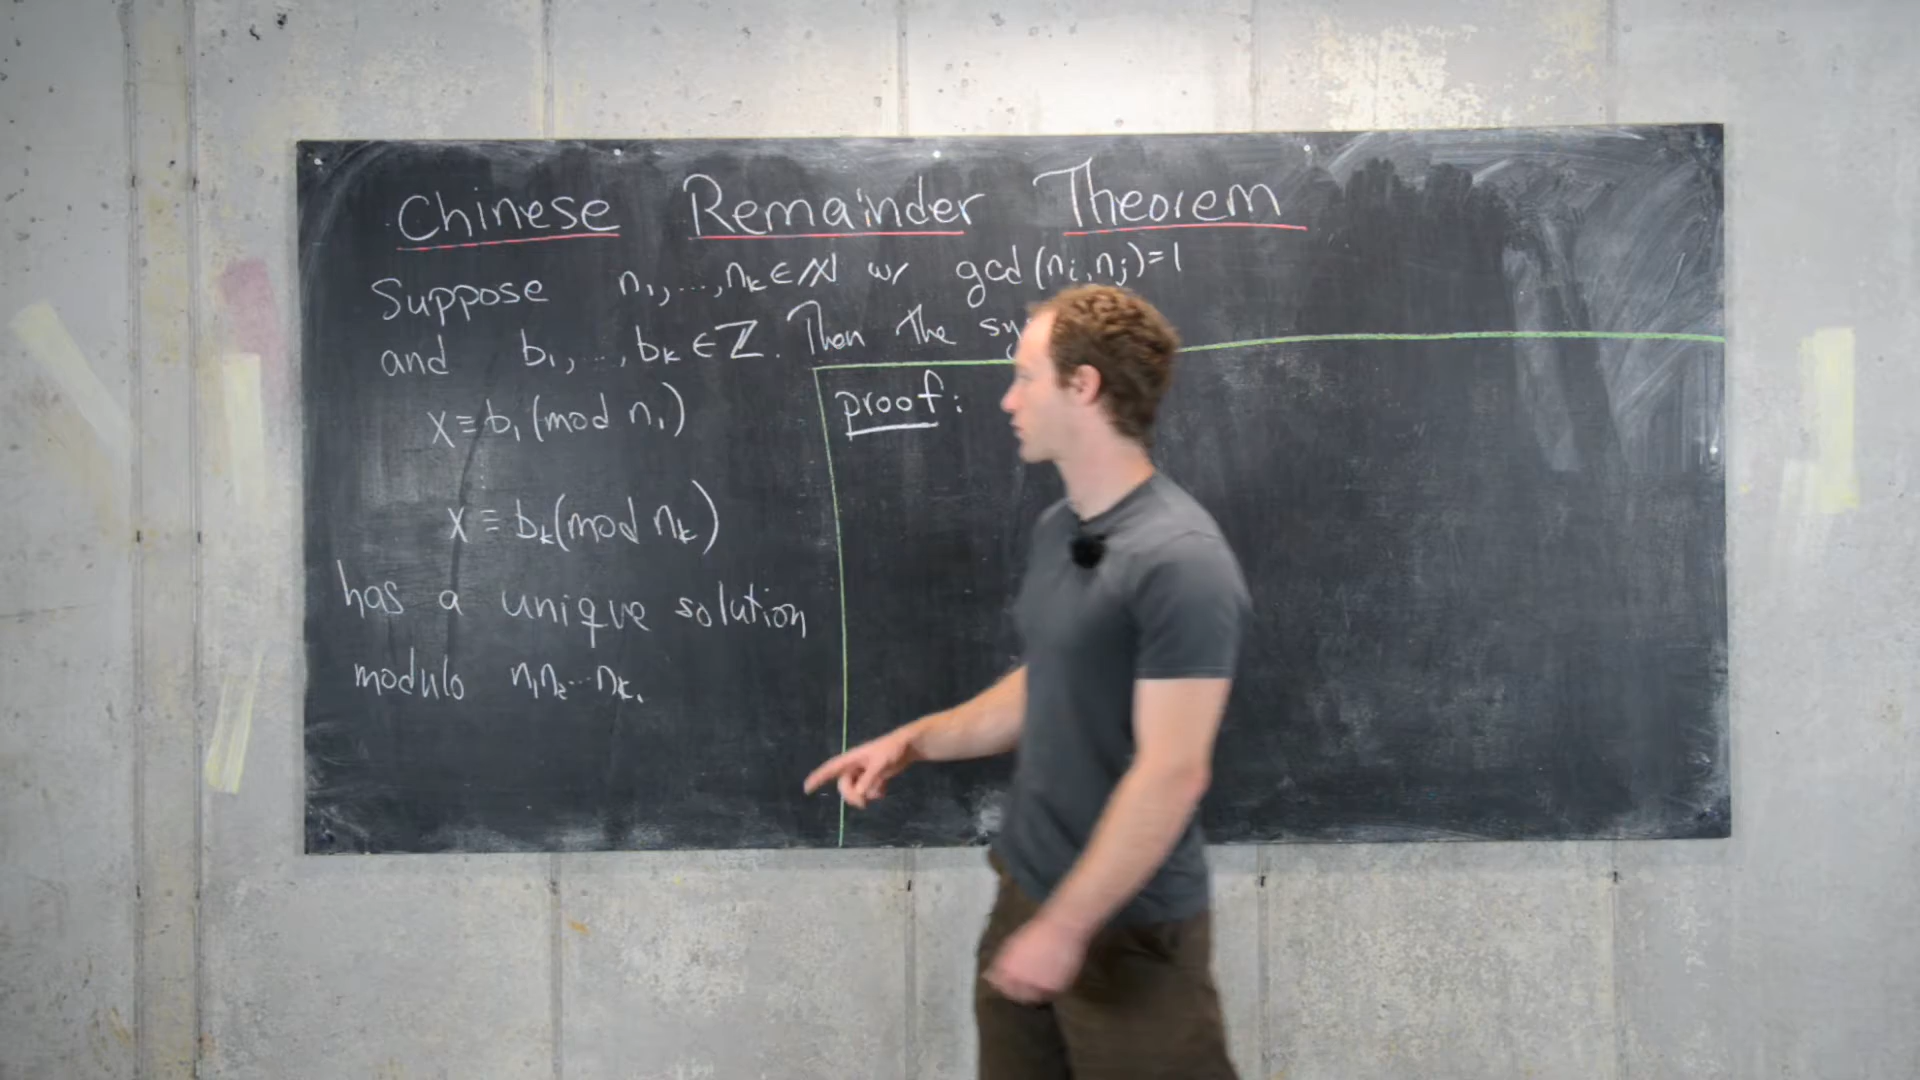 Chinese Remainder Theorem
Suppose n₁,...,nₖ∈ℕ w/ gcd(nᵢ,nⱼ)=1
and b₁,...,bₖ∈ℤ. Then the
proof:
x≡b₁(mod n₁)
x≡bₖ(mod nₖ)
has a unique solution
modulo n₁n₂...nₖ.